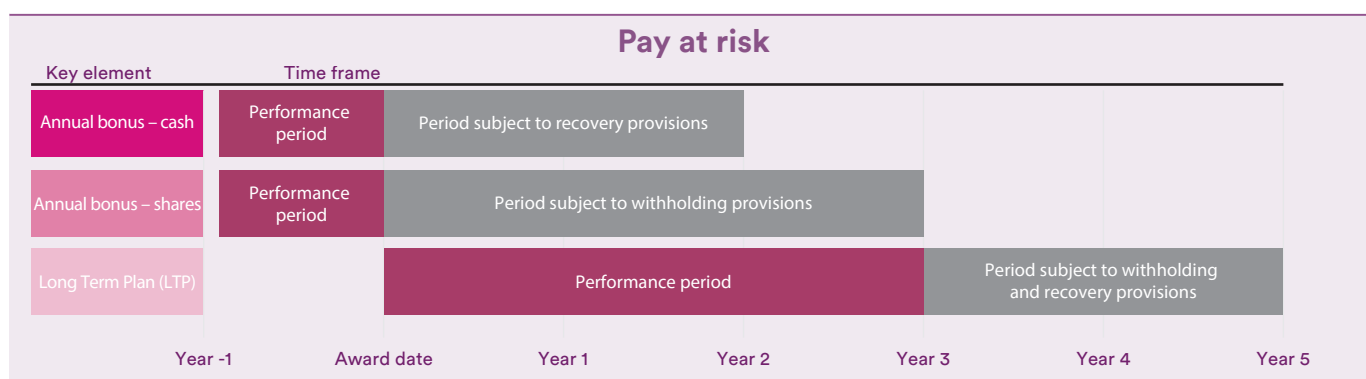 Pay at risk
Key element
Time frame
Annual bonus – cash
Performance
period
Period subject to recovery provisions
Annual bonus – shares
Performance
period
Period subject to withholding provisions
Long Term Plan (LTP)
Performance period
Period subject to withholding
and recovery provisions
Year -1
Award date
Year 1
Year 2
Year 3
Year 4
Year 5